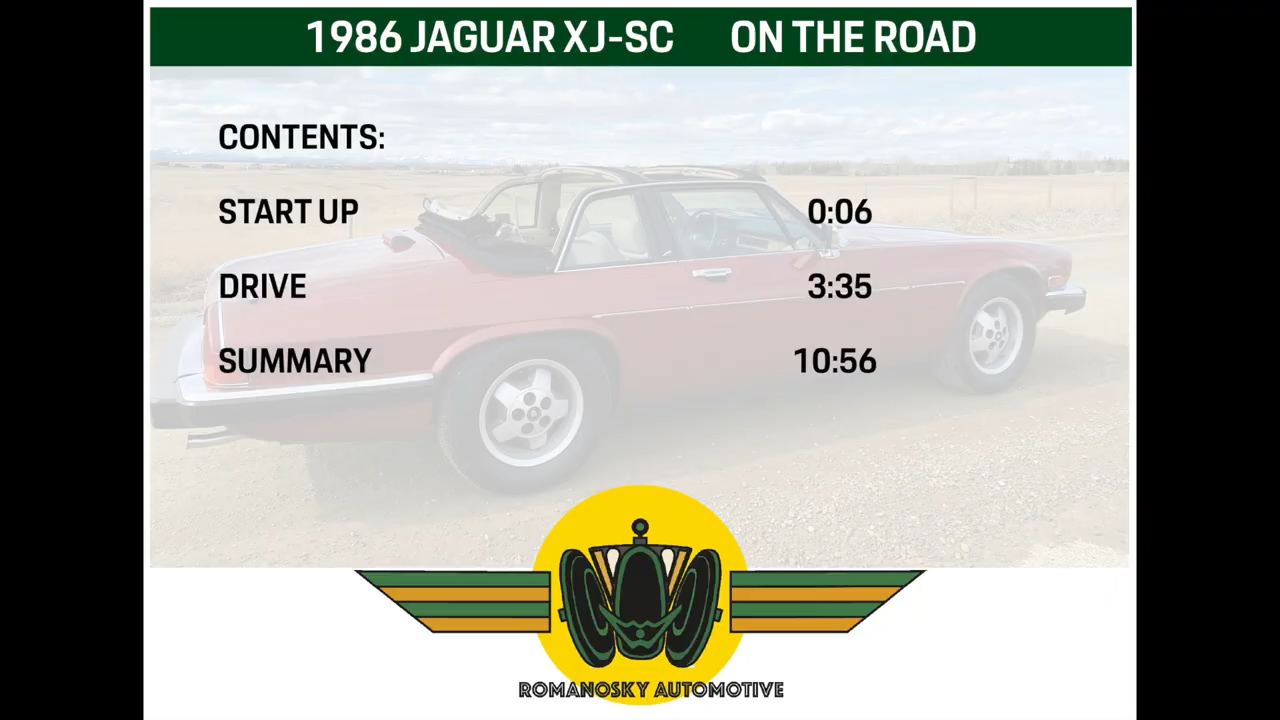 1986 JAGUAR XJ-SC ON THE ROAD
CONTENTS:
START UP 0:06
DRIVE 3:35
SUMMARY 10:56
ROMANOSKY AUTOMOTIVE